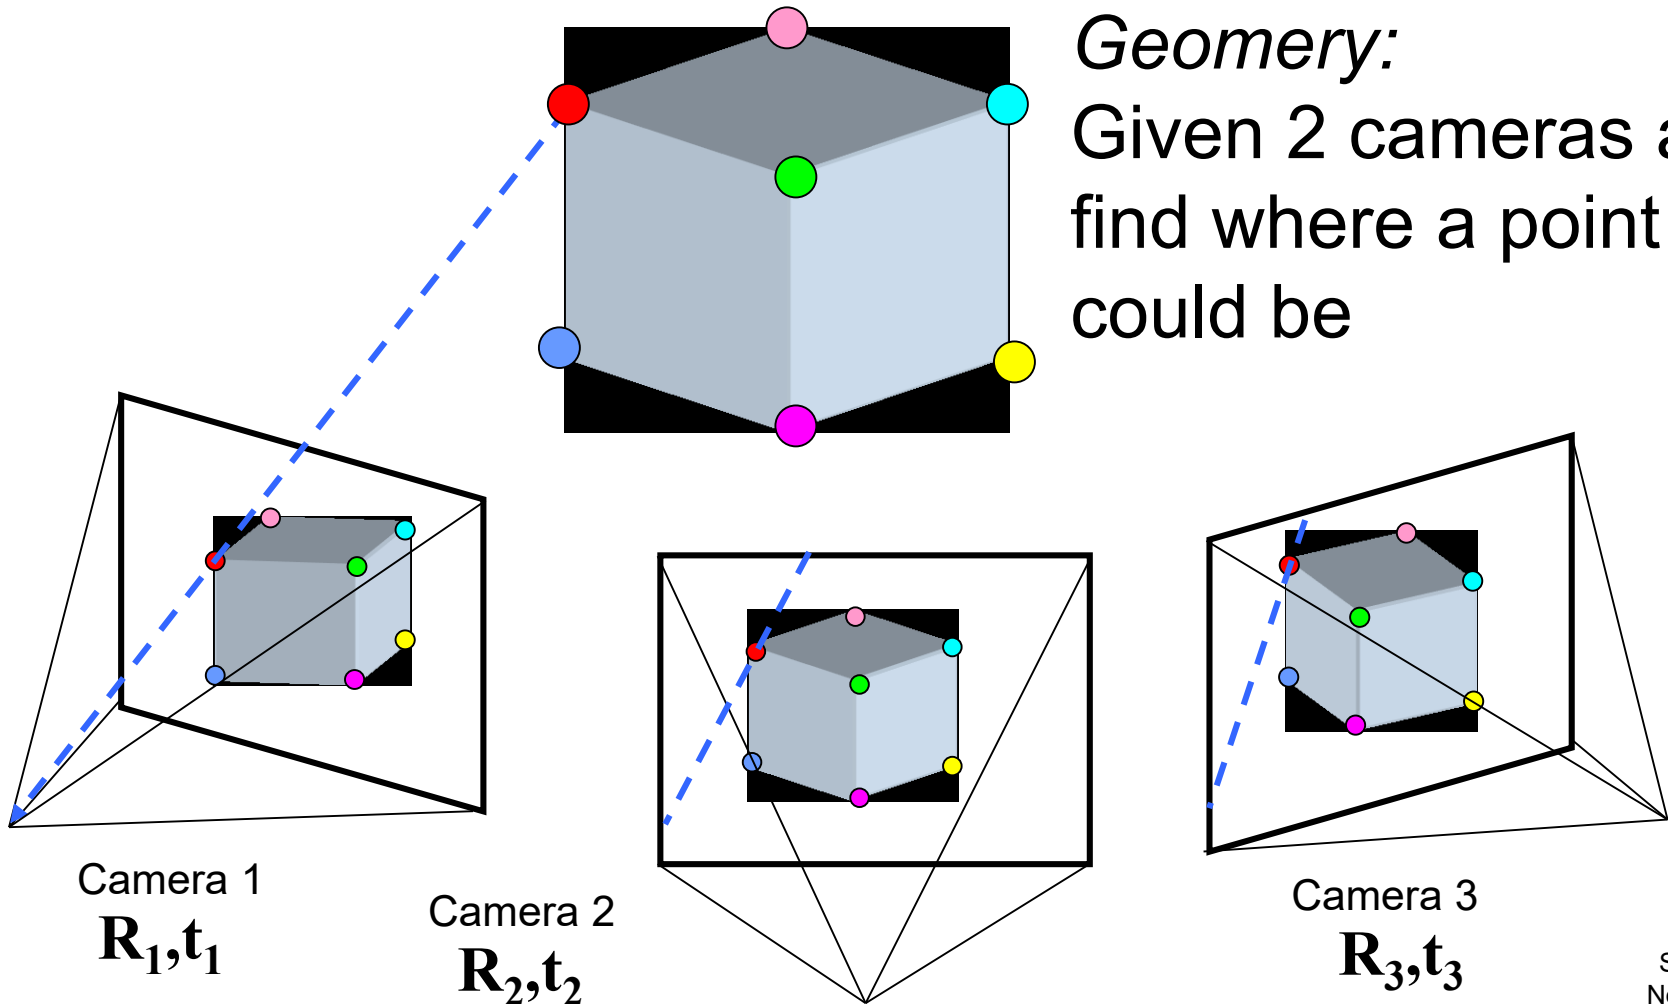 Geomery:
Given 2 cameras a
find where a point
could be
Camera 1
R₁,t₁
Camera 2
R₂,t₂
Camera 3
R₃,t₃